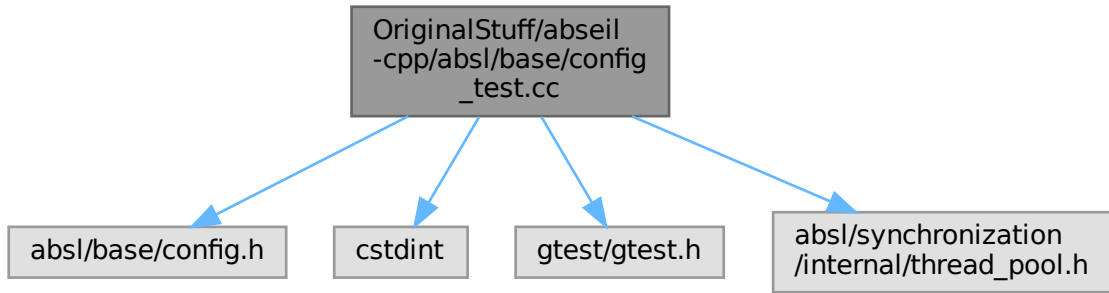 OriginalStuff/abseil
-cpp/absl/base/config
_test.cc
absl/base/config.h
cstdint
gtest/gtest.h
absl/synchronization
/internal/thread_pool.h